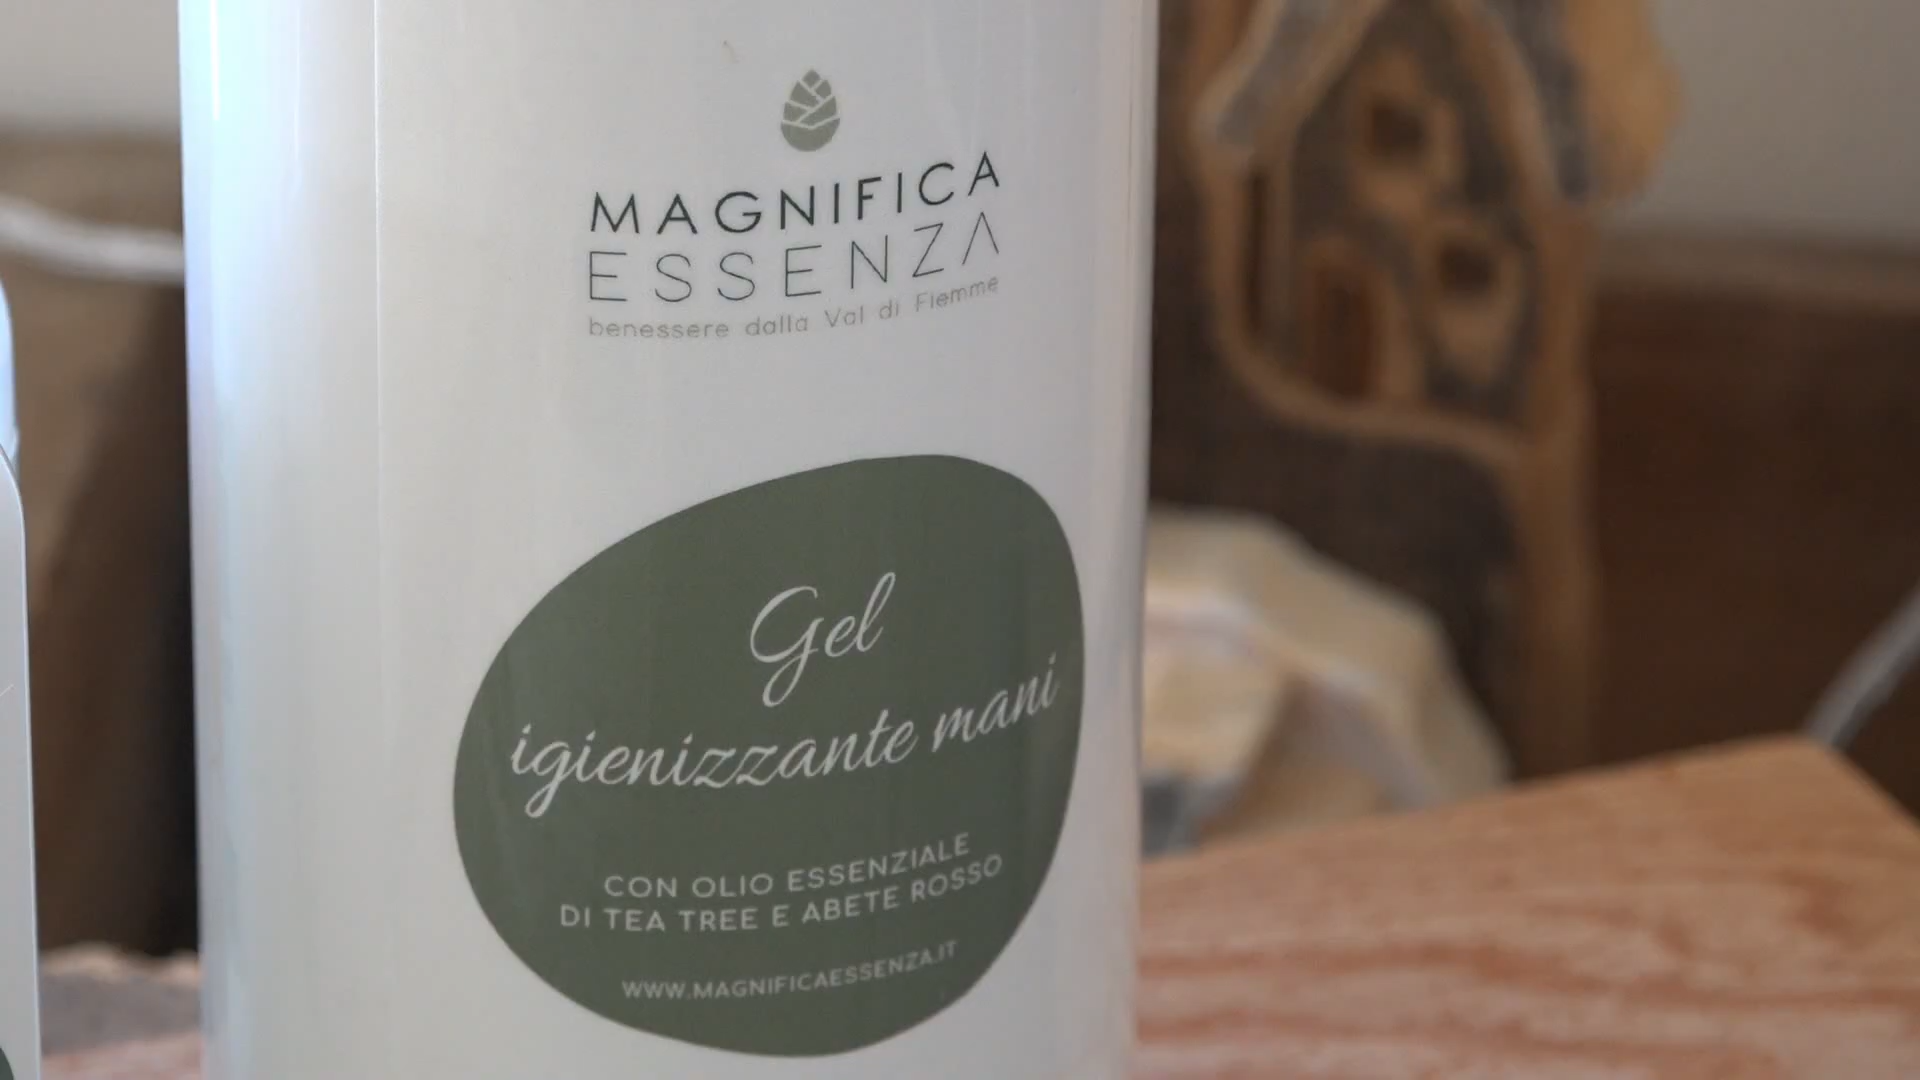 MAGNIFICA
ESSENZA
benessere dalla Val di Fiemme
Gel
igienizzante mani
CON OLIO ESSENZIALE
DI TEA TREE E ABETE ROSSO
WWW.MAGNIFICAESSENZA.IT